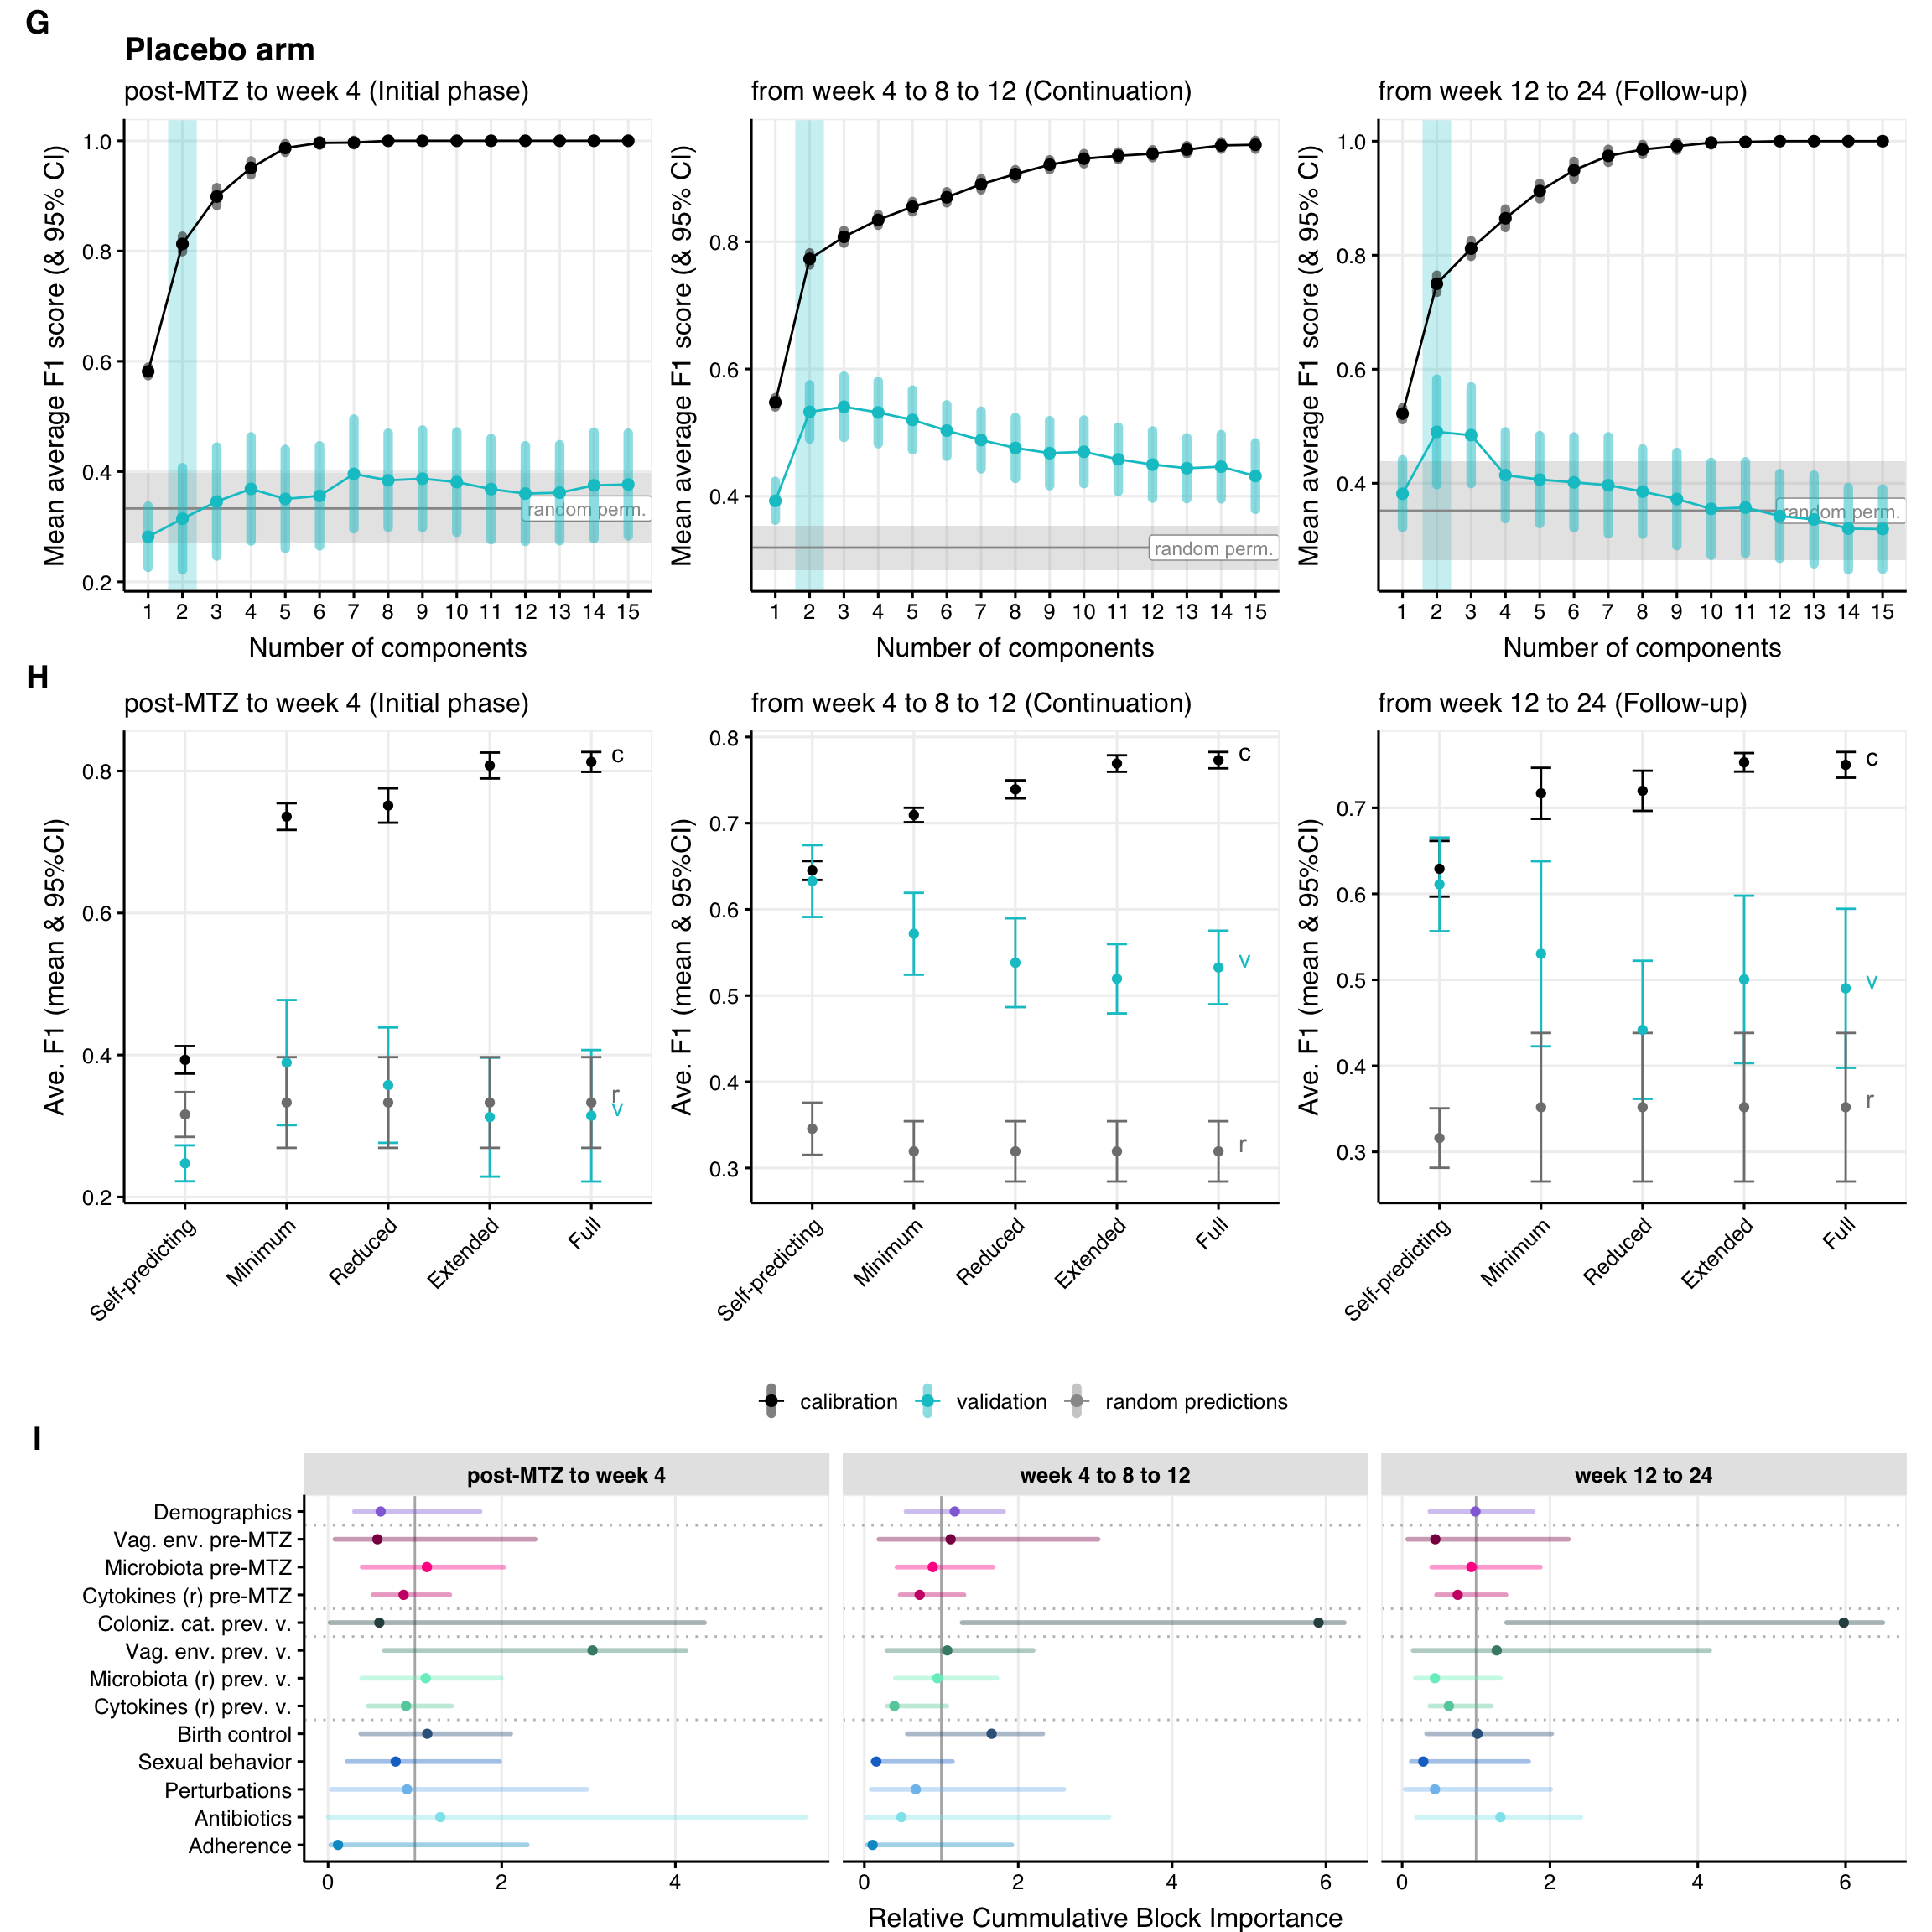 G
Placebo arm
post-MTZ to week 4 (Initial phase)
from week 4 to 8 to 12 (Continuation)
from week 12 to 24 (Follow-up)
Mean average F1 score (& 95% CI)
1.0
0.8
0.6
0.4
0.2
random perm.
1 2 3 4 5 6 7 8 9 10 11 12 13 14 15
Number of components
Mean average F1 score (& 95% CI)
0.8
0.6
0.4
random perm.
1 2 3 4 5 6 7 8 9 10 11 12 13 14 15
Number of components
Mean average F1 score (& 95% CI)
1.0
0.8
0.6
0.4
random perm.
1 2 3 4 5 6 7 8 9 10 11 12 13 14 15
Number of components
H
post-MTZ to week 4 (Initial phase)
from week 4 to 8 to 12 (Continuation)
from week 12 to 24 (Follow-up)
Ave. F1 (mean & 95%CI)
0.8
0.6
0.4
0.2
c
r
v
Self-predicting
Minimum
Reduced
Extended
Full
Ave. F1 (mean & 95%CI)
0.8
0.7
0.6
0.5
0.4
0.3
c
v
r
Self-predicting
Minimum
Reduced
Extended
Full
Ave. F1 (mean & 95%CI)
0.7
0.6
0.5
0.4
0.3
c
v
r
Self-predicting
Minimum
Reduced
Extended
Full
calibration validation random predictions
I
post-MTZ to week 4
week 4 to 8 to 12
week 12 to 24
Demographics
Vag. env. pre-MTZ
Microbiota pre-MTZ
Cytokines (r) pre-MTZ
Coloniz. cat. prev. v.
Vag. env. prev. v.
Microbiota (r) prev. v.
Cytokines (r) prev. v.
Birth control
Sexual behavior
Perturbations
Antibiotics
Adherence
0 2 4
0 2 4 6
0 2 4 6
Relative Cummulative Block Importance